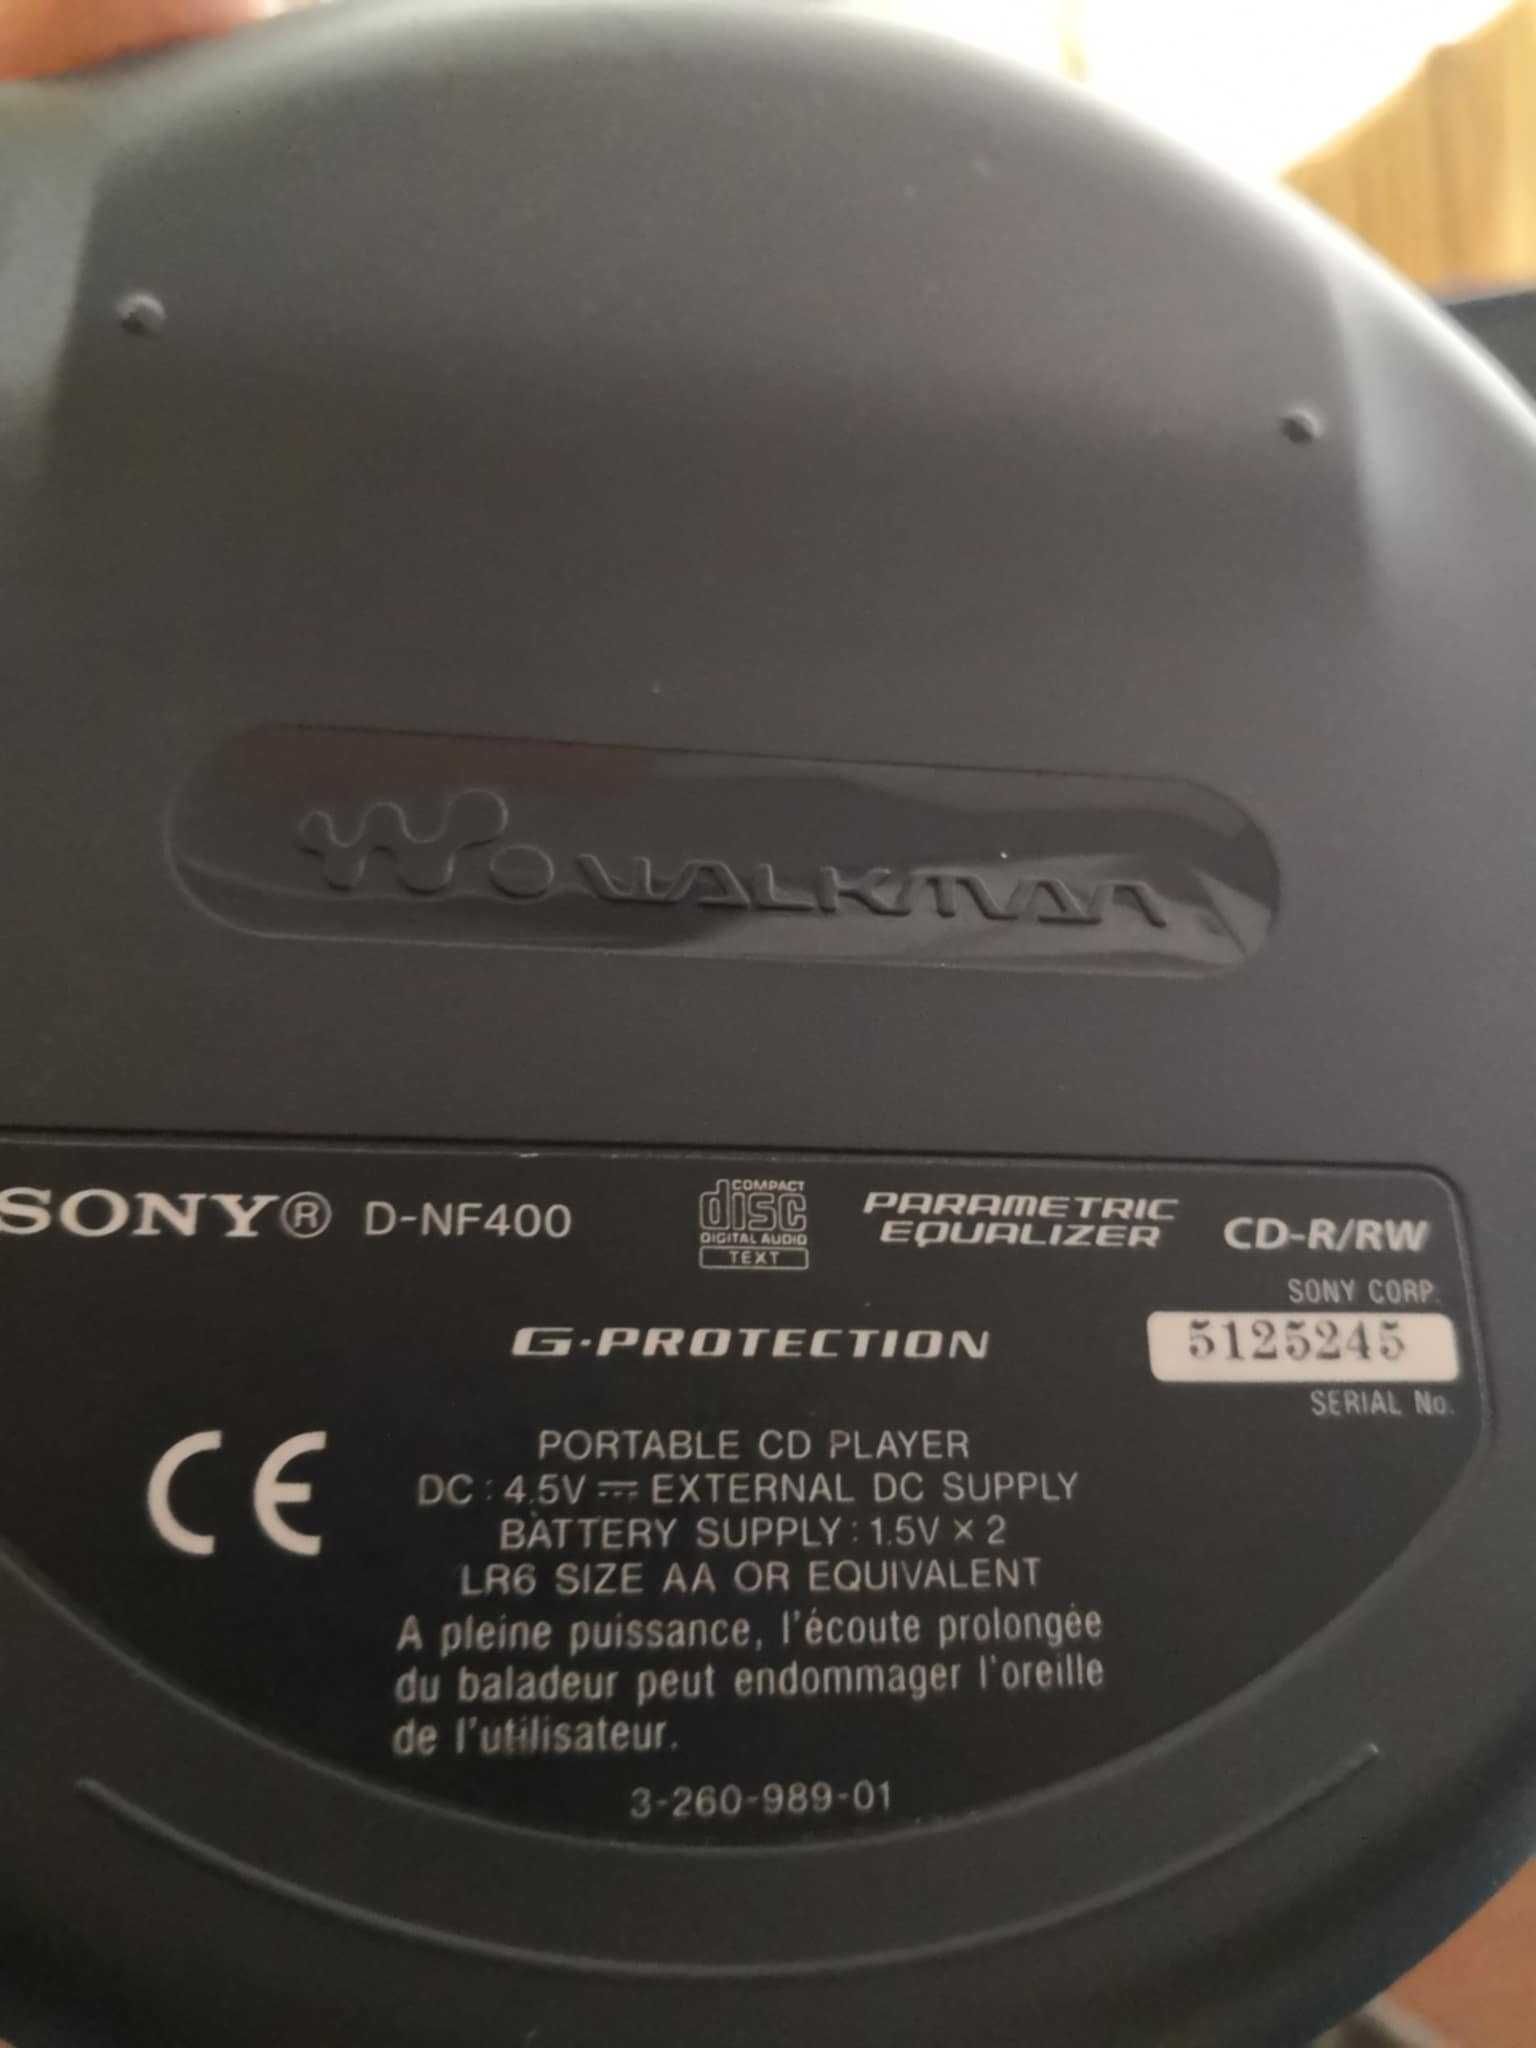 WALKMAN
SONY® D-NF400
COMPACT
disc
DIGITAL AUDIO
TEXT
PARAMETRIC
EQUALIZER
CD-R/RW
SONY CORP.
5125245
SERIAL No.
G-PROTECTION
CE
PORTABLE CD PLAYER
DC : 4.5V ⎓ EXTERNAL DC SUPPLY
BATTERY SUPPLY : 1.5V × 2
LR6 SIZE AA OR EQUIVALENT
A pleine puissance, l'écoute prolongée
du baladeur peut endommager l'oreille
de l'utilisateur.
3-260-989-01